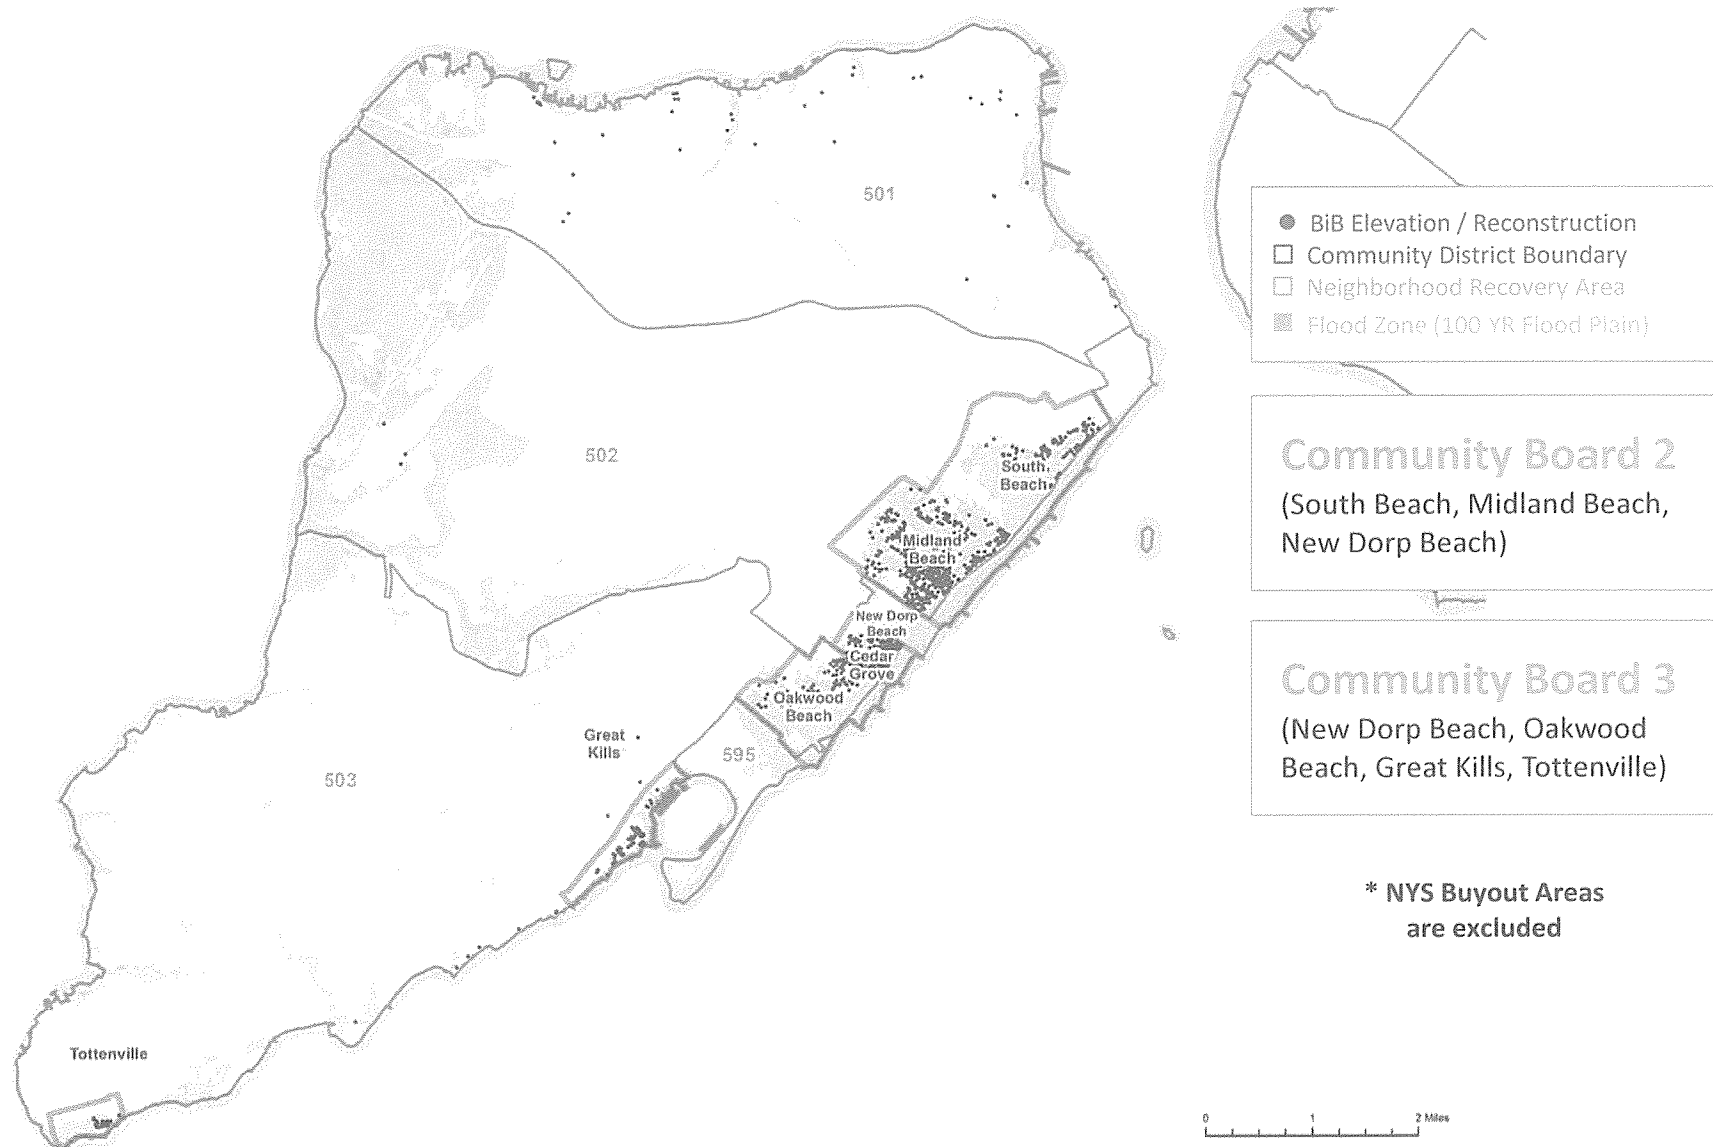 501
BiB Elevation / Reconstruction
Community District Boundary
Neighborhood Recovery Area
Flood Zone (100 YR Flood Plain)
502
South
Beach
Community Board 2
(South Beach, Midland Beach,
New Dorp Beach)
Midland
Beach
New Dorp
Beach
Cedar
Grove
Oakwood
Beach
Great
Kills
595
503
Community Board 3
(New Dorp Beach, Oakwood
Beach, Great Kills, Tottenville)
* NYS Buyout Areas
are excluded
Tottenville
0 1 2 Miles